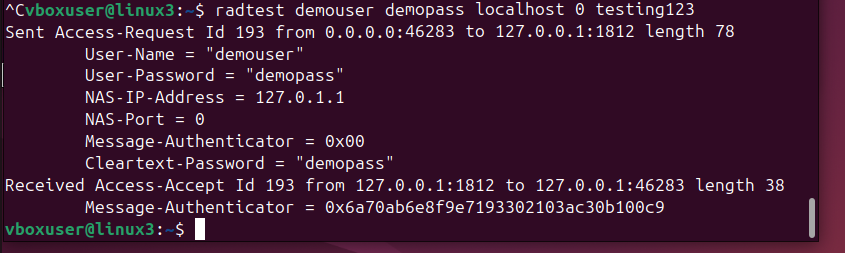 ^Cvboxuser@linux3:~$ radtest demouser demopass localhost 0 testing123
Sent Access-Request Id 193 from 0.0.0.0:46283 to 127.0.0.1:1812 length 78
User-Name = "demouser"
User-Password = "demopass"
NAS-IP-Address = 127.0.1.1
NAS-Port = 0
Message-Authenticator = 0x00
Cleartext-Password = "demopass"
Received Access-Accept Id 193 from 127.0.0.1:1812 to 127.0.0.1:46283 length 38
Message-Authenticator = 0x6a70ab6e8f9e7193302103ac30b100c9
vboxuser@linux3:~$